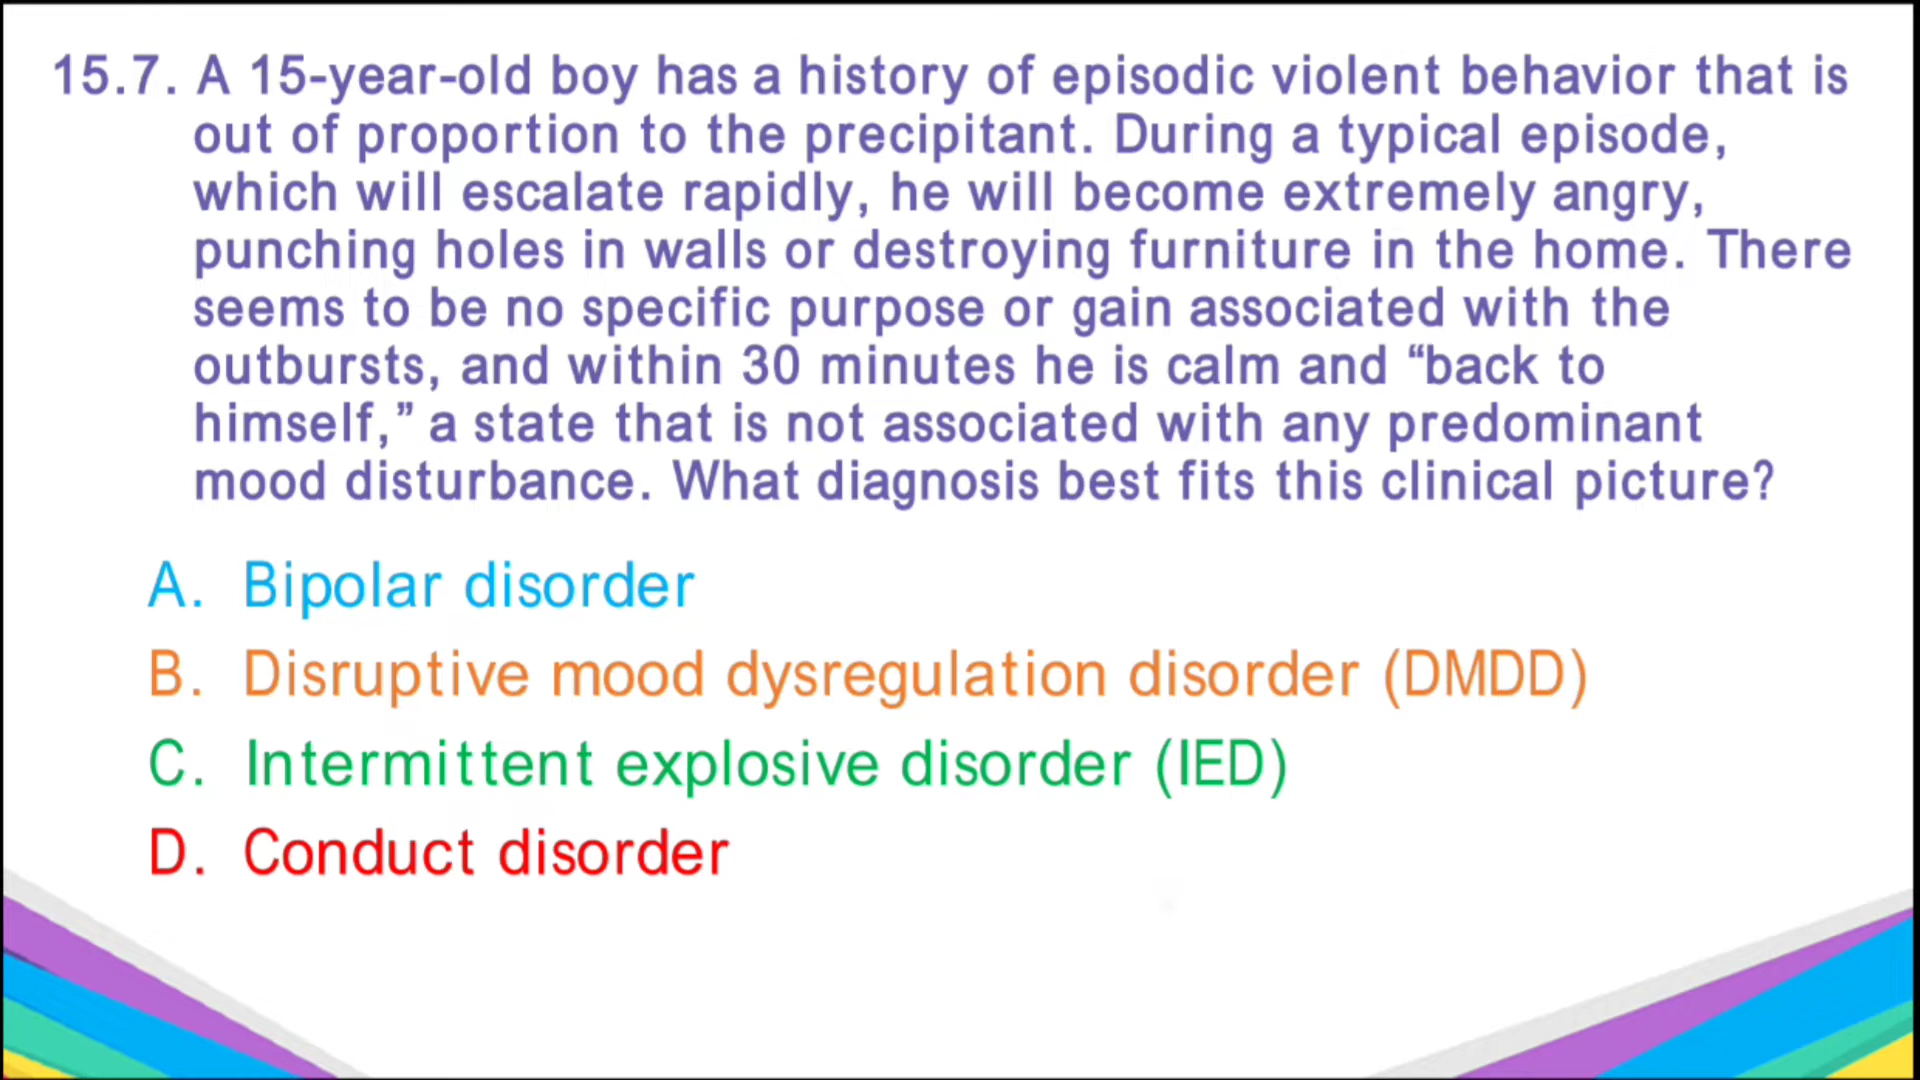 15.7. A 15-year-old boy has a history of episodic violent behavior that is
out of proportion to the precipitant. During a typical episode,
which will escalate rapidly, he will become extremely angry,
punching holes in walls or destroying furniture in the home. There
seems to be no specific purpose or gain associated with the
outbursts, and within 30 minutes he is calm and “back to
himself,” a state that is not associated with any predominant
mood disturbance. What diagnosis best fits this clinical picture?
A. Bipolar disorder
B. Disruptive mood dysregulation disorder (DMDD)
C. Intermittent explosive disorder (IED)
D. Conduct disorder